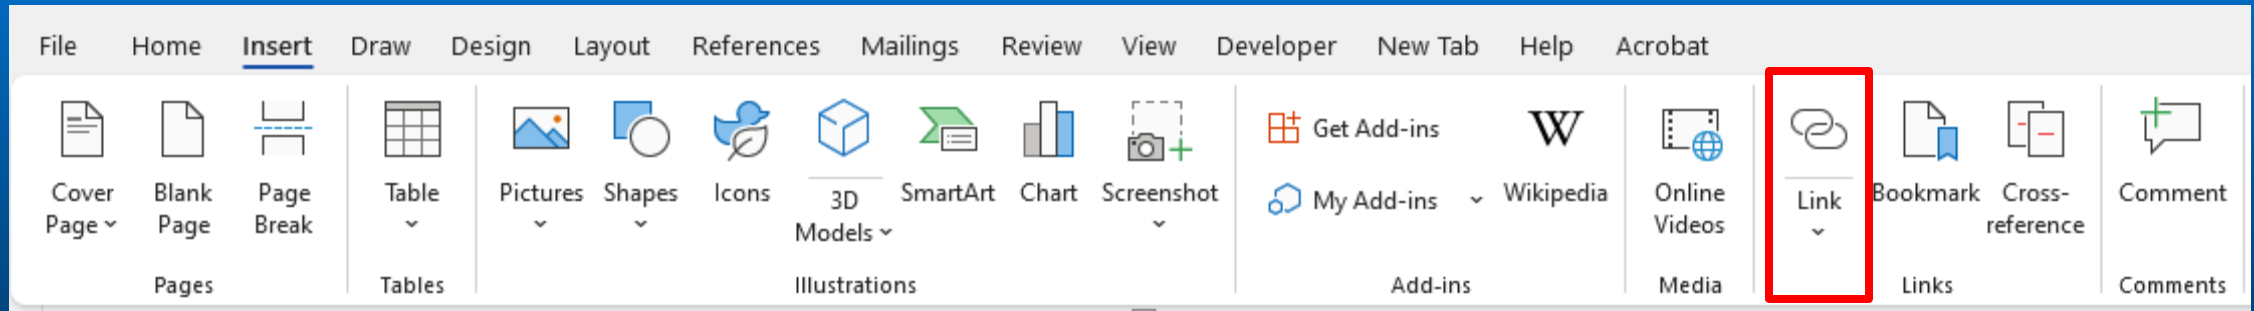 File Home Insert Draw Design Layout References Mailings Review View Developer New Tab Help Acrobat
Cover
Page
Blank
Page
Page
Break
Pages
Table
Tables
Pictures
Shapes
Icons
3D
Models
SmartArt
Chart
Screenshot
Illustrations
Get Add-ins
My Add-ins
W
Wikipedia
Add-ins
Online
Videos
Media
Link
Bookmark
Cross-
reference
Links
Comment
Comments